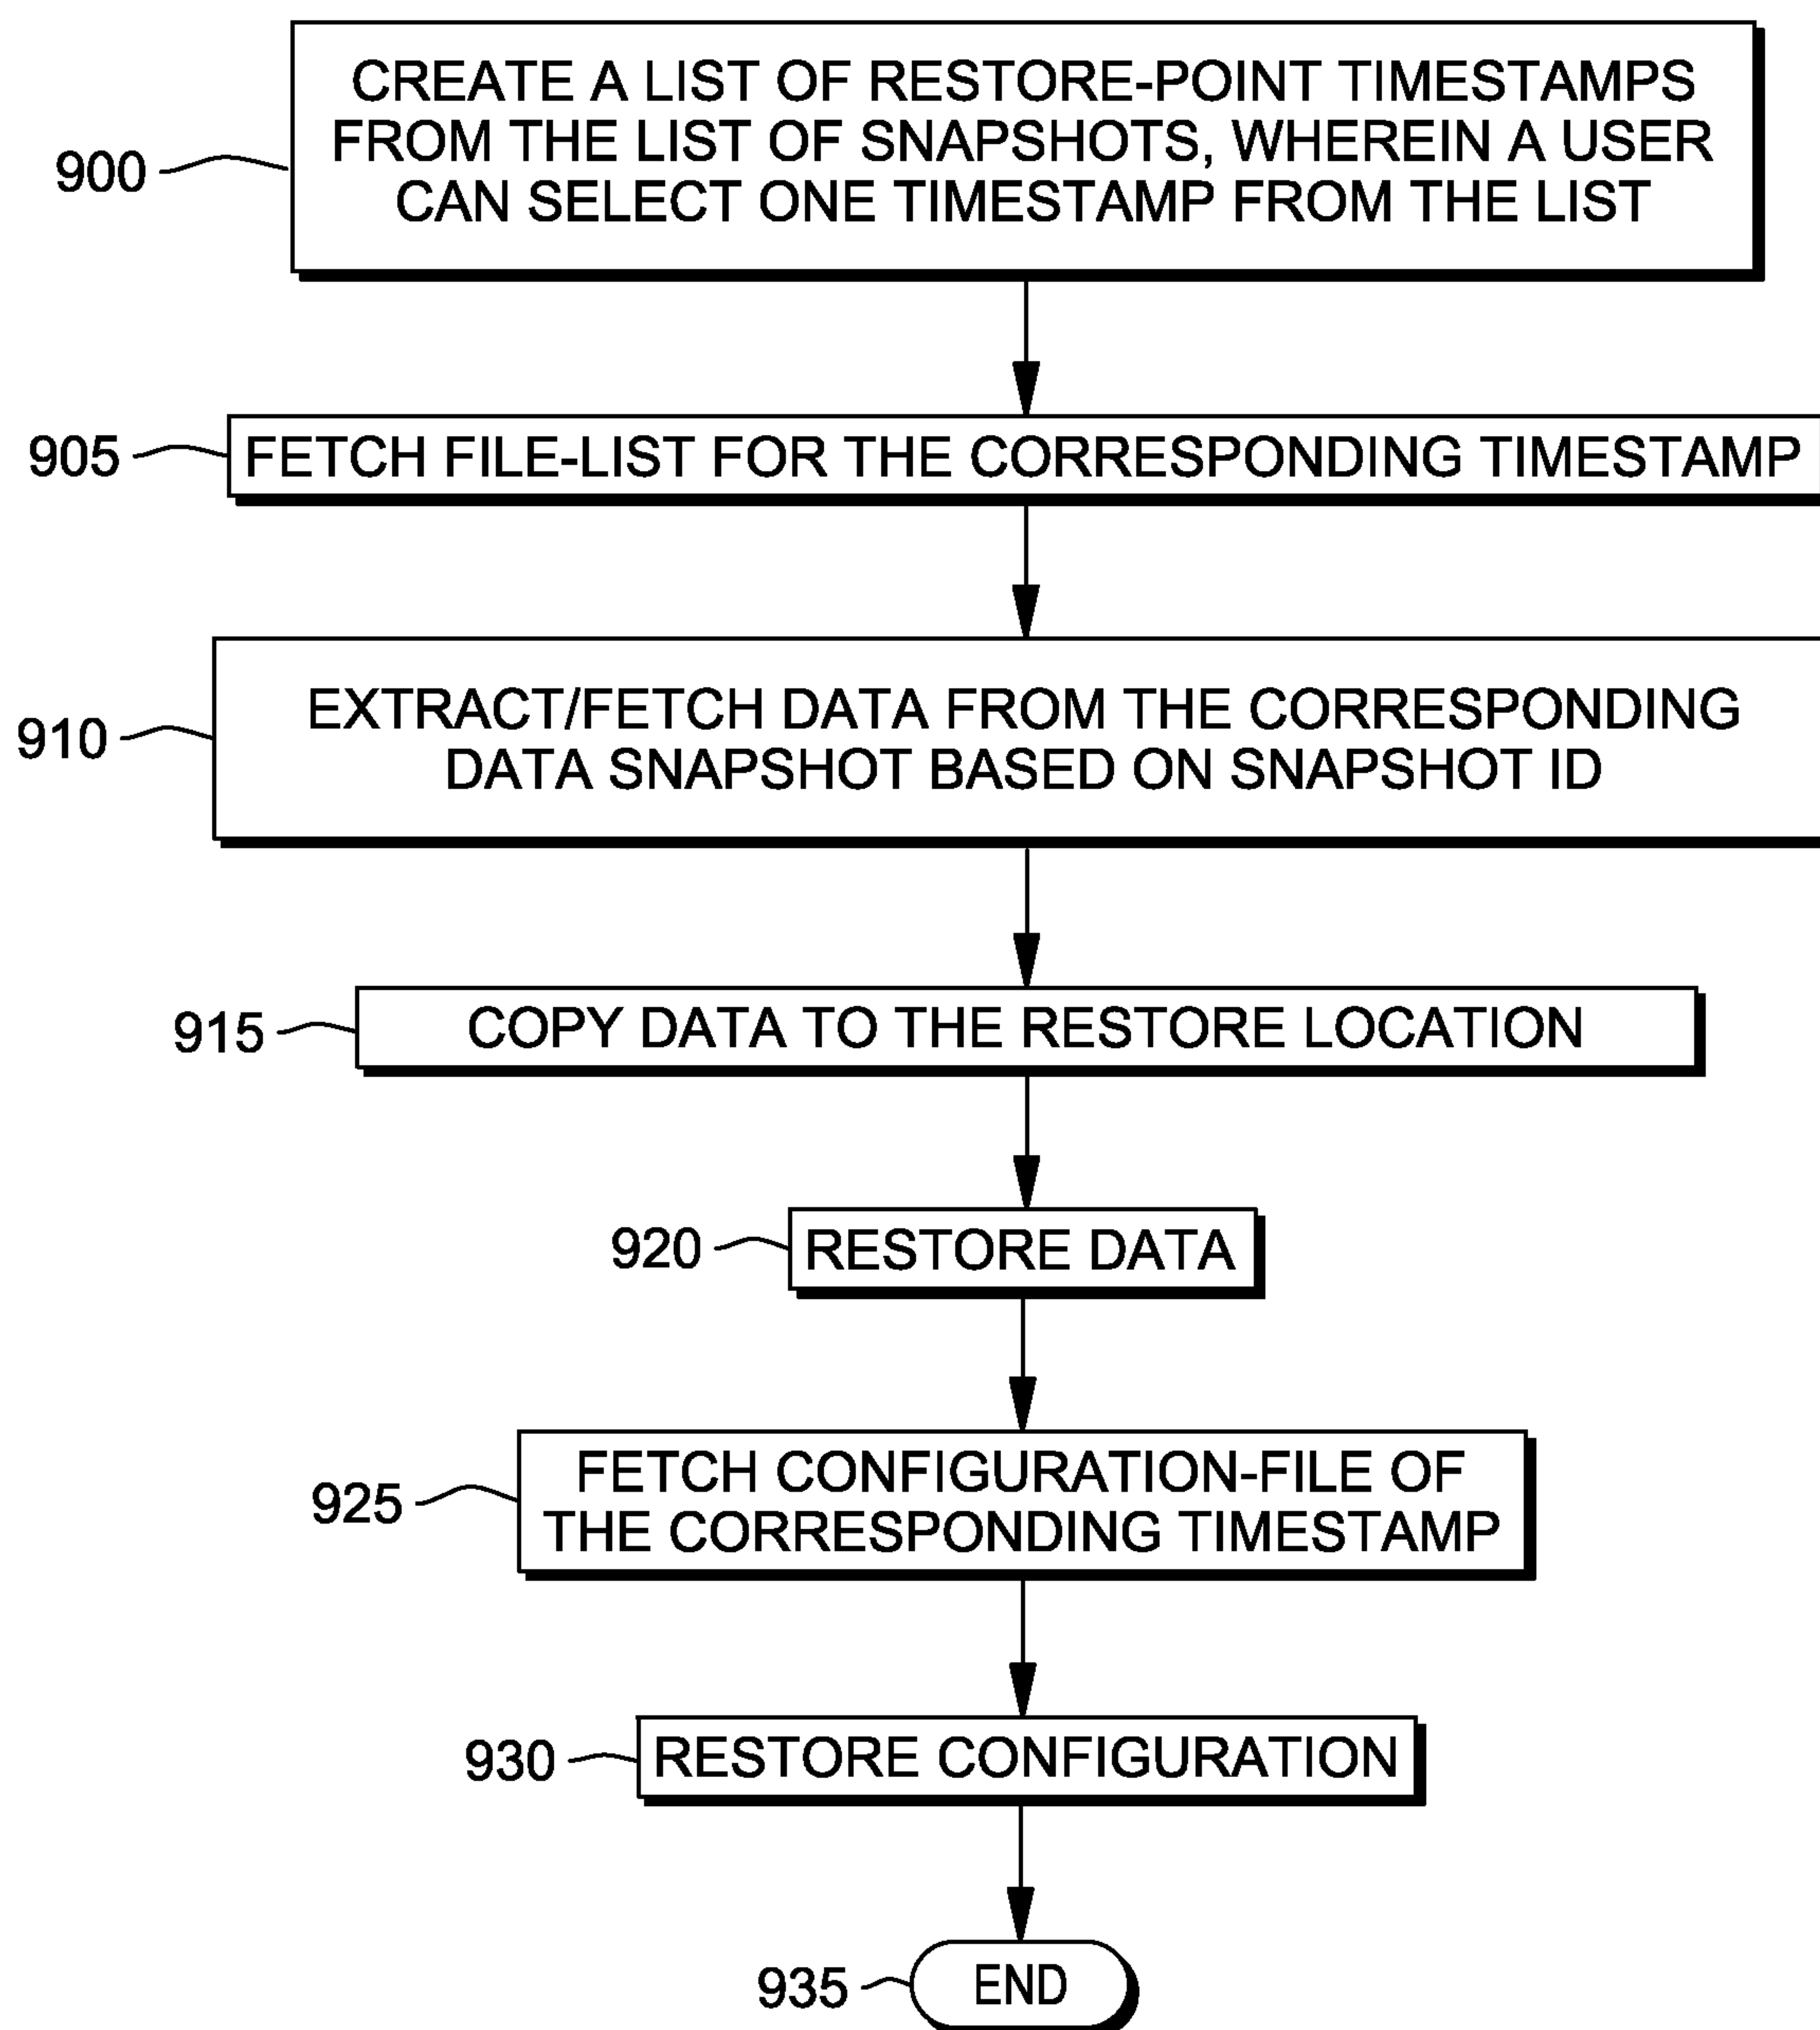 CREATE A LIST OF RESTORE-POINT TIMESTAMPS
FROM THE LIST OF SNAPSHOTS, WHEREIN A USER
CAN SELECT ONE TIMESTAMP FROM THE LIST
900
905
FETCH FILE-LIST FOR THE CORRESPONDING TIMESTAMP
EXTRACT/FETCH DATA FROM THE CORRESPONDING
DATA SNAPSHOT BASED ON SNAPSHOT ID
910
915
COPY DATA TO THE RESTORE LOCATION
920
RESTORE DATA
FETCH CONFIGURATION-FILE OF
THE CORRESPONDING TIMESTAMP
925
930
RESTORE CONFIGURATION
935
END